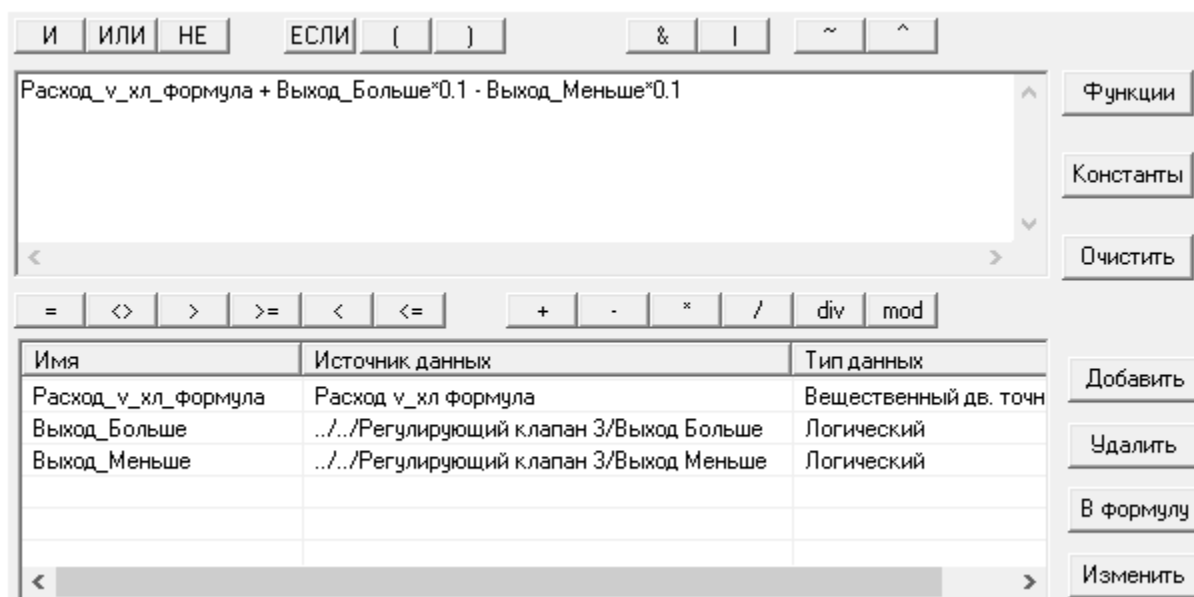 И ИЛИ НЕ ЕСЛИ ( ) & | ~ ^
Расход_v_хл_формула + Выход_Больше*0.1 - Выход_Меньше*0.1
Функции
Константы
Очистить
= <> > >= < <= + - * / div mod
Имя Источник данных Тип данных
Расход_v_хл_формула Расход v_хл формула Вещественный дв. точн
Выход_Больше ../../Регулирующий клапан 3/Выход Больше Логический
Выход_Меньше ../../Регулирующий клапан 3/Выход Меньше Логический
Добавить
Удалить
В формулу
Изменить